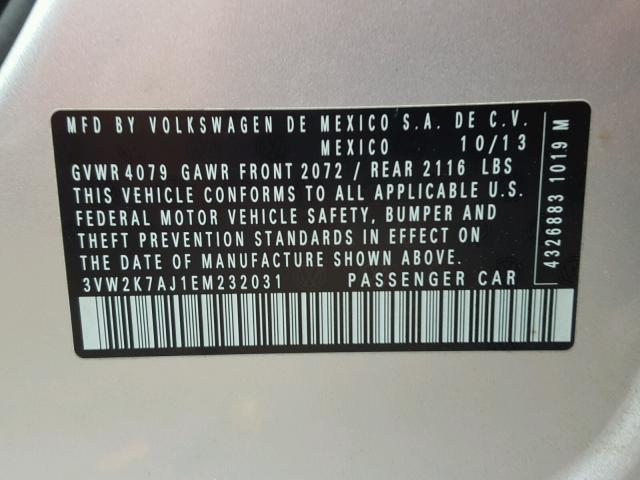 MFD BY VOLKSWAGEN DE MEXICO S.A. DE C.V.
MEXICO 10/13
GVWR 4079 GAWR FRONT 2072 / REAR 2116 LBS
THIS VEHICLE CONFORMS TO ALL APPLICABLE U.S.
FEDERAL MOTOR VEHICLE SAFETY, BUMPER AND
THEFT PREVENTION STANDARDS IN EFFECT ON
THE DATE OF MANUFACTURE SHOWN ABOVE.
3VW2K7AJ1EM232031 PASSENGER CAR
4326883 1019 M